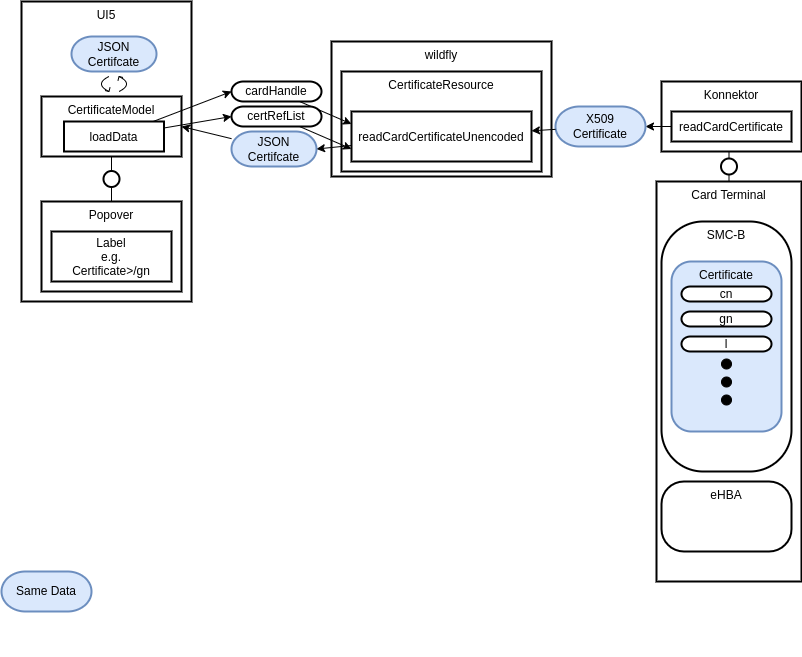 UI5
JSON
Certifcate
CertificateModel
loadData
Popover
Label
e.g.
Certificate>/gn
cardHandle
certRefList
JSON
Certifcate
wildfly
CertificateResource
readCardCertificateUnencoded
X509
Certificate
Konnektor
readCardCertificate
Card Terminal
SMC-B
Certificate
cn
gn
l
eHBA
Same Data